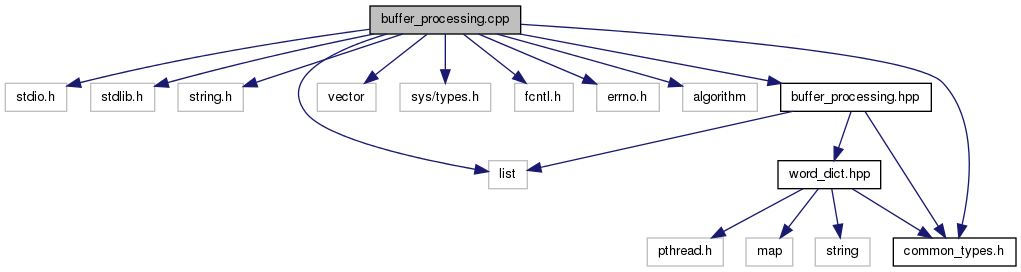 buffer_processing.cpp
stdio.h
stdlib.h
string.h
vector
sys/types.h
fcntl.h
errno.h
algorithm
buffer_processing.hpp
list
word_dict.hpp
pthread.h
map
string
common_types.h